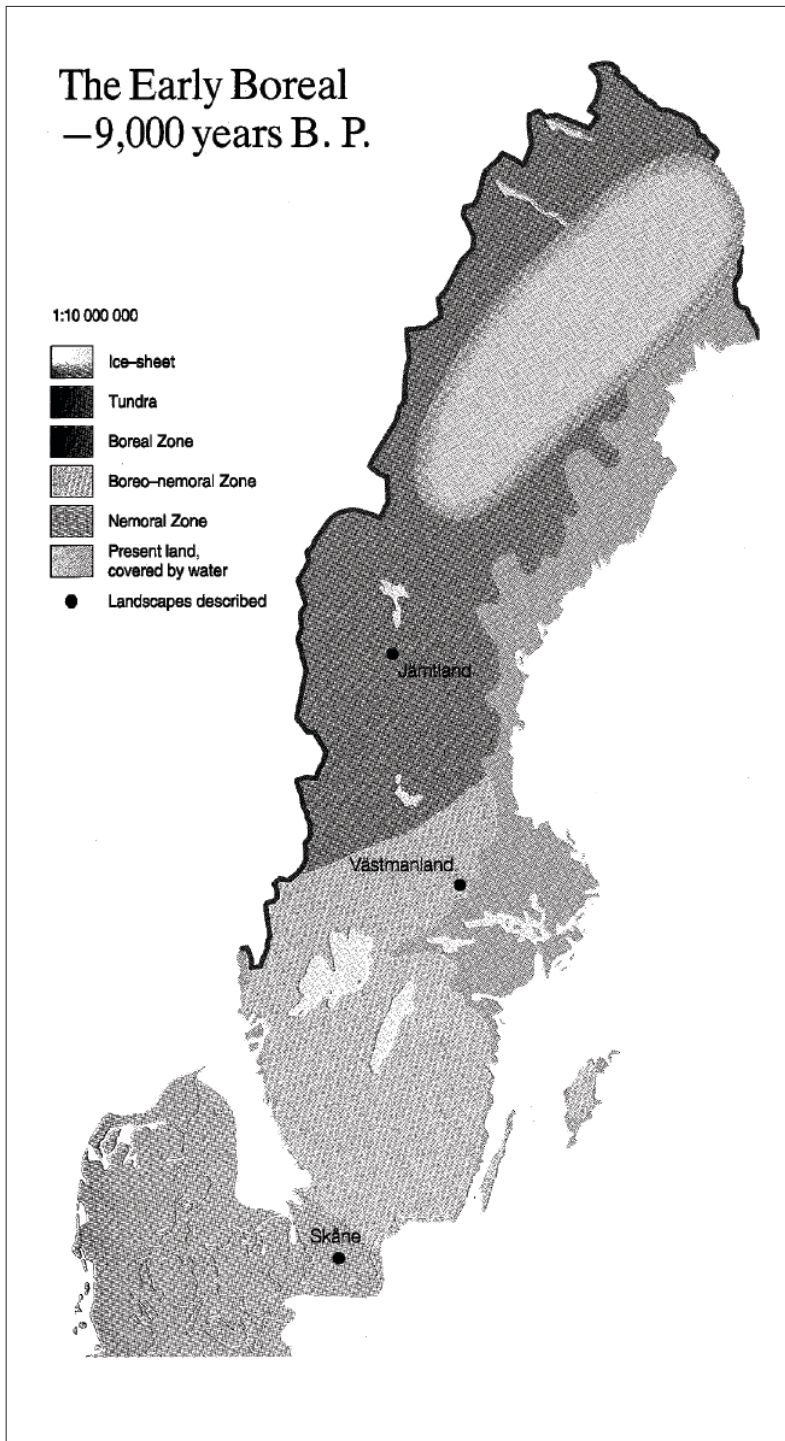 The Early Boreal
–9,000 years B. P.
1:10 000 000
Ice–sheet
Tundra
Boreal Zone
Boreo–nemoral Zone
Nemoral Zone
Present land,
covered by water
Landscapes described
Jämtland
Västmanland
Skåne